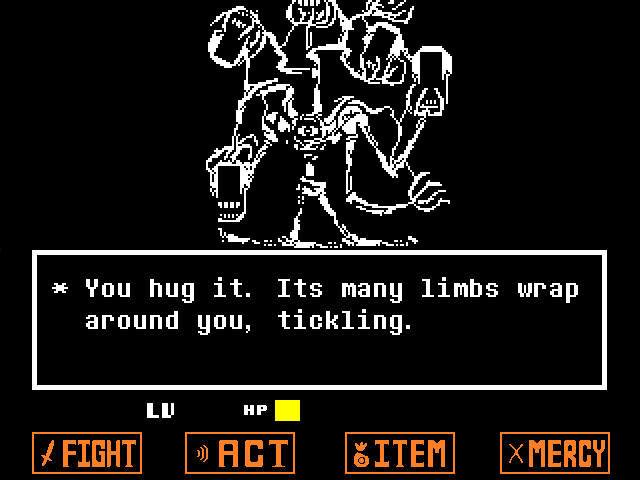 * You hug it. Its many limbs wrap
around you, tickling.
LV HP
FIGHT ACT ITEM MERCY